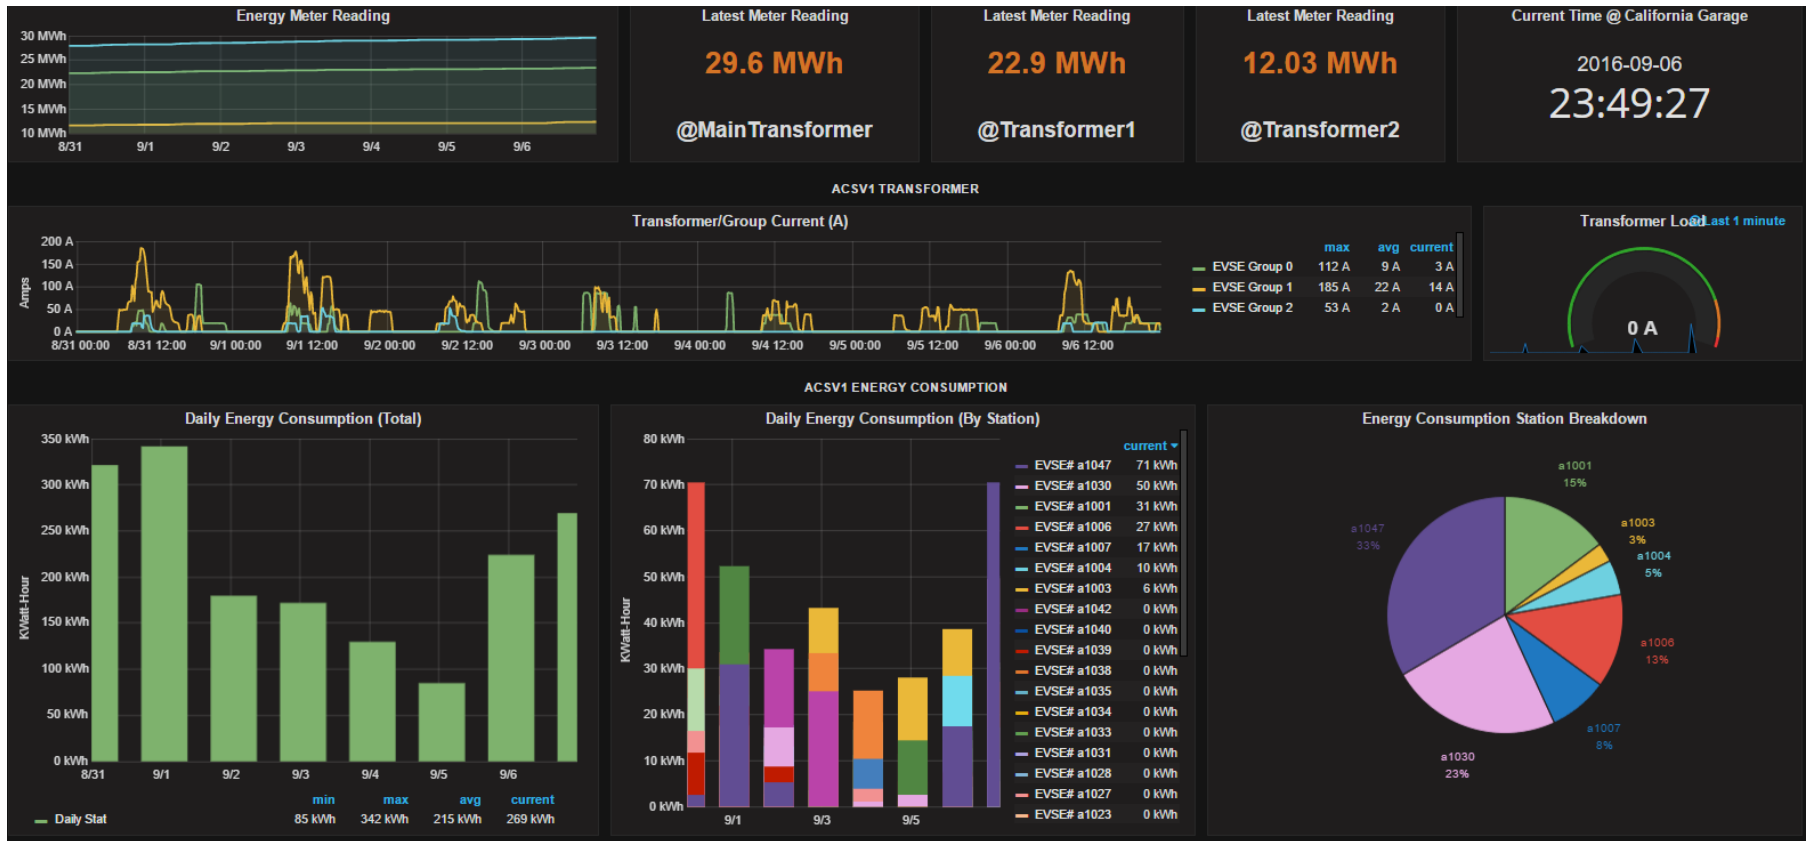 Energy Meter Reading
30 MWh
25 MWh
20 MWh
15 MWh
10 MWh
8/31 9/1 9/2 9/3 9/4 9/5 9/6
Latest Meter Reading
29.6 MWh
@MainTransformer
Latest Meter Reading
22.9 MWh
@Transformer1
Latest Meter Reading
12.03 MWh
@Transformer2
Current Time @ California Garage
2016-09-06
23:49:27
ACSV1 TRANSFORMER
Transformer/Group Current (A)
Amps
200 A
150 A
100 A
50 A
0 A
8/31 00:00 8/31 12:00 9/1 00:00 9/1 12:00 9/2 00:00 9/2 12:00 9/3 00:00 9/3 12:00 9/4 00:00 9/4 12:00 9/5 00:00 9/5 12:00 9/6 00:00 9/6 12:00
max avg current
EVSE Group 0 112 A 9 A 3 A
EVSE Group 1 185 A 22 A 14 A
EVSE Group 2 53 A 2 A 0 A
Transformer Load Last 1 minute
0 A
ACSV1 ENERGY CONSUMPTION
Daily Energy Consumption (Total)
KWatt-Hour
350 kWh
300 kWh
250 kWh
200 kWh
150 kWh
100 kWh
50 kWh
0 kWh
8/31 9/1 9/2 9/3 9/4 9/5 9/6
min max avg current
Daily Stat 85 kWh 342 kWh 215 kWh 269 kWh
Daily Energy Consumption (By Station)
KWatt-Hour
80 kWh
70 kWh
60 kWh
50 kWh
40 kWh
30 kWh
20 kWh
10 kWh
0 kWh
9/1 9/3 9/5
current
EVSE# a1047 71 kWh
EVSE# a1030 50 kWh
EVSE# a1001 31 kWh
EVSE# a1006 27 kWh
EVSE# a1007 17 kWh
EVSE# a1004 10 kWh
EVSE# a1003 6 kWh
EVSE# a1042 0 kWh
EVSE# a1040 0 kWh
EVSE# a1039 0 kWh
EVSE# a1038 0 kWh
EVSE# a1035 0 kWh
EVSE# a1034 0 kWh
EVSE# a1033 0 kWh
EVSE# a1031 0 kWh
EVSE# a1028 0 kWh
EVSE# a1027 0 kWh
EVSE# a1023 0 kWh
Energy Consumption Station Breakdown
a1001
15%
a1003
3%
a1004
5%
a1006
13%
a1007
8%
a1030
23%
a1047
33%